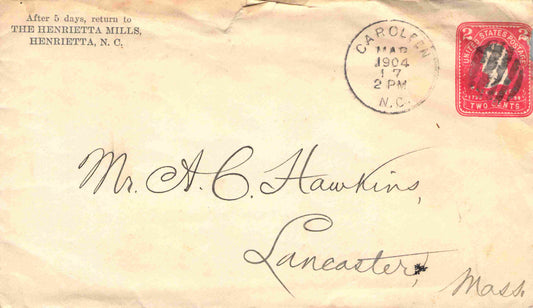 After 5 days, return to
THE HENRIETTA MILLS,
HENRIETTA, N. C.
CAROLEEN
MAR
1904
17
2 PM
N.C.
2 2
UNITED STATES POSTAGE
TWO CENTS
Mr. A. C. Hawkins,
Lancaster,
Mass.